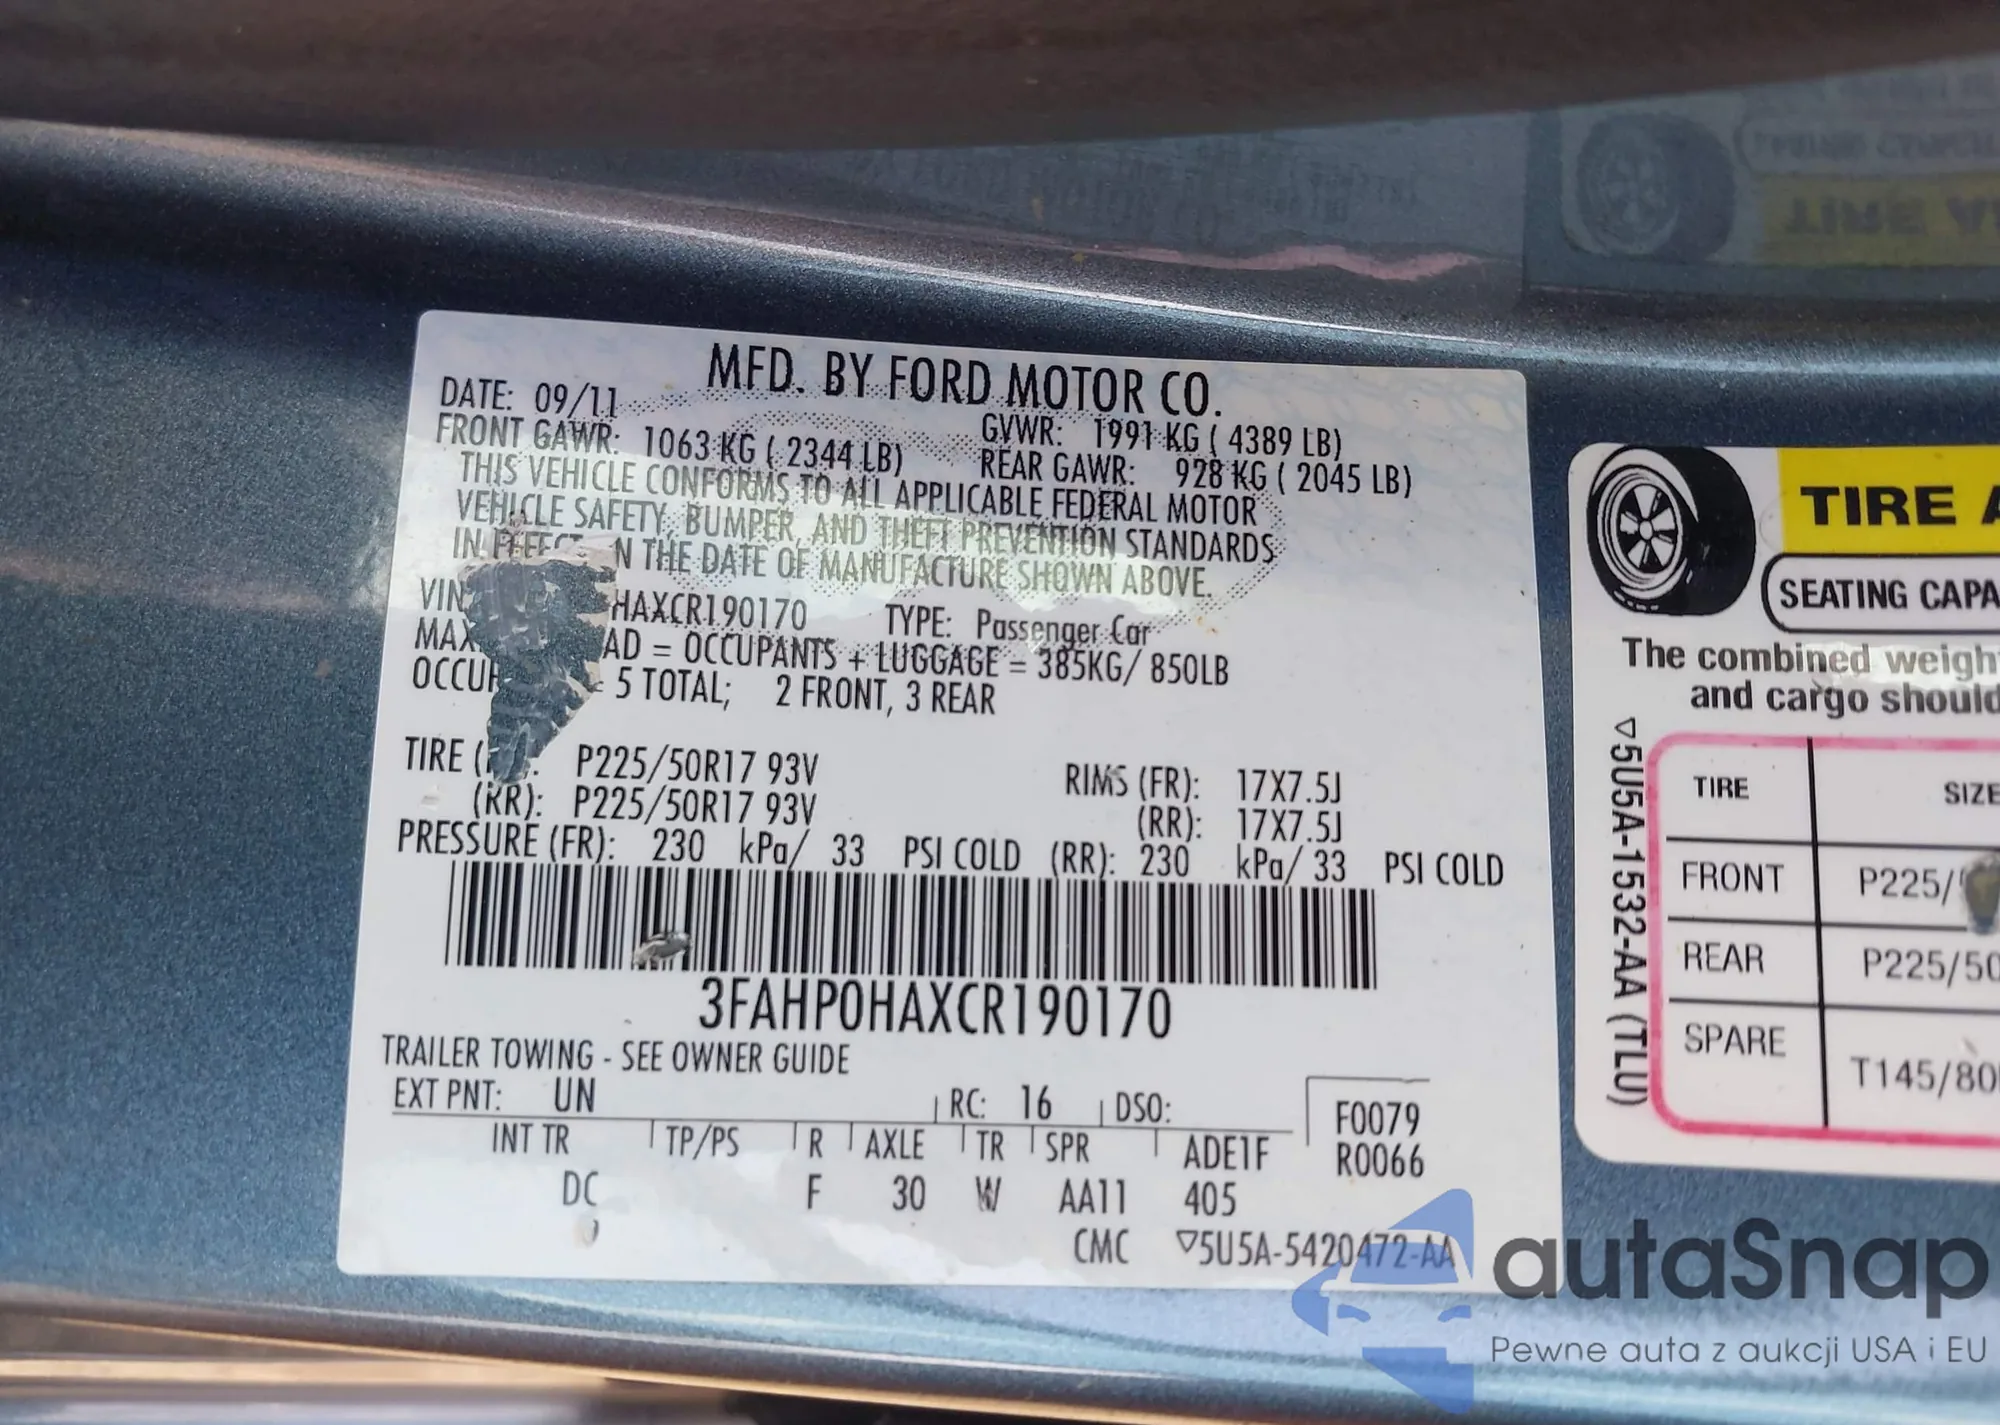 MFD. BY FORD MOTOR CO.
DATE: 09/11
GVWR: 1991 KG ( 4389 LB)
FRONT GAWR: 1063 KG ( 2344 LB)
REAR GAWR: 928 KG ( 2045 LB)
THIS VEHICLE CONFORMS TO ALL APPLICABLE FEDERAL MOTOR
VEHICLE SAFETY, BUMPER, AND THEFT PREVENTION STANDARDS
IN EFFECT N THE DATE OF MANUFACTURE SHOWN ABOVE.
VIN HAXCR190170 TYPE: Passenger Car
MAX AD = OCCUPANTS + LUGGAGE = 385KG/ 850LB
OCCUP = 5 TOTAL; 2 FRONT, 3 REAR
TIRE ( : P225/50R17 93V RIMS (FR): 17X7.5J
(RR): P225/50R17 93V (RR): 17X7.5J
PRESSURE (FR): 230 kPa/ 33 PSI COLD (RR): 230 kPa/ 33 PSI COLD
3FAHP0HAXCR190170
TRAILER TOWING - SEE OWNER GUIDE
EXT PNT: UN RC: 16 DSO:
F0079
R0066
INT TR TP/PS R AXLE TR SPR ADE1F
DC F 30 W AA11 405
CMC ▽5U5A-5420472-AA
TIRE A
SEATING CAPA
The combined weigh
and cargo should
▽5U5A-1532-AA (TLU)
TIRE SIZE
FRONT P225/
REAR P225/50
SPARE T145/80
autaSnap
Pewne auta z aukcji USA i EU